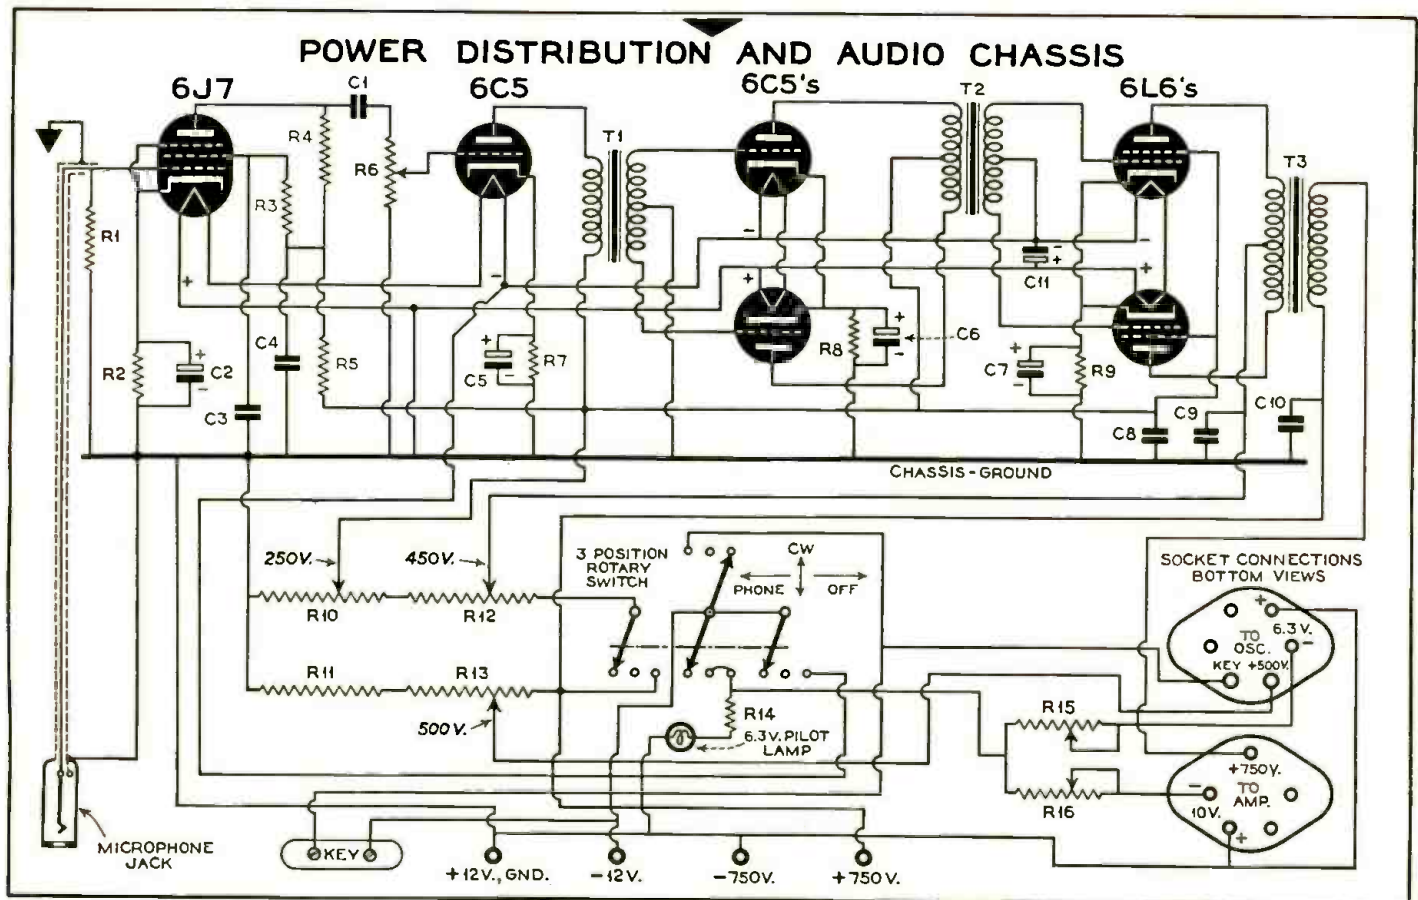 POWER DISTRIBUTION AND AUDIO CHASSIS
6J7
C1
6C5
6C5's
T2
6L6's
R4
R6
T1
T3
R3
R1
+
-
-
-
+
-
+
+
C11
R2
+
C2
-
C4
R5
C3
+
C5
-
R7
R8
+
C6
-
+
C7
-
R9
C8
C9
C10
CHASSIS-GROUND
250V.
450V.
3 POSITION
ROTARY
SWITCH
CW
PHONE
OFF
R10
R12
R11
R13
500V.
R14
6.3V. PILOT
LAMP
SOCKET CONNECTIONS
BOTTOM VIEWS
+
6.3V.
-
TO
OSC.
KEY +500V.
R15
R16
+750V.
-
TO
AMP.
10V.
+
MICROPHONE
JACK
KEY
+12V., GND.
-12V.
-750V.
+750V.